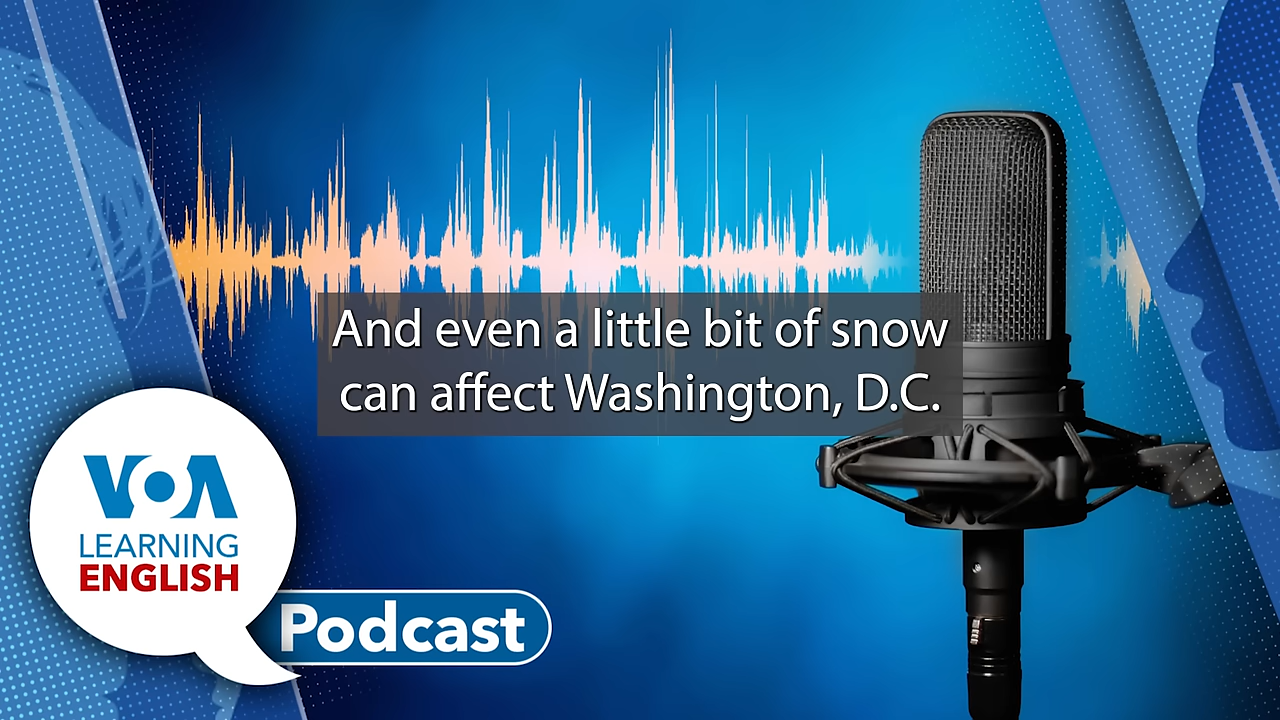 And even a little bit of snow
can affect Washington, D.C.
VOA
LEARNING
ENGLISH
Podcast